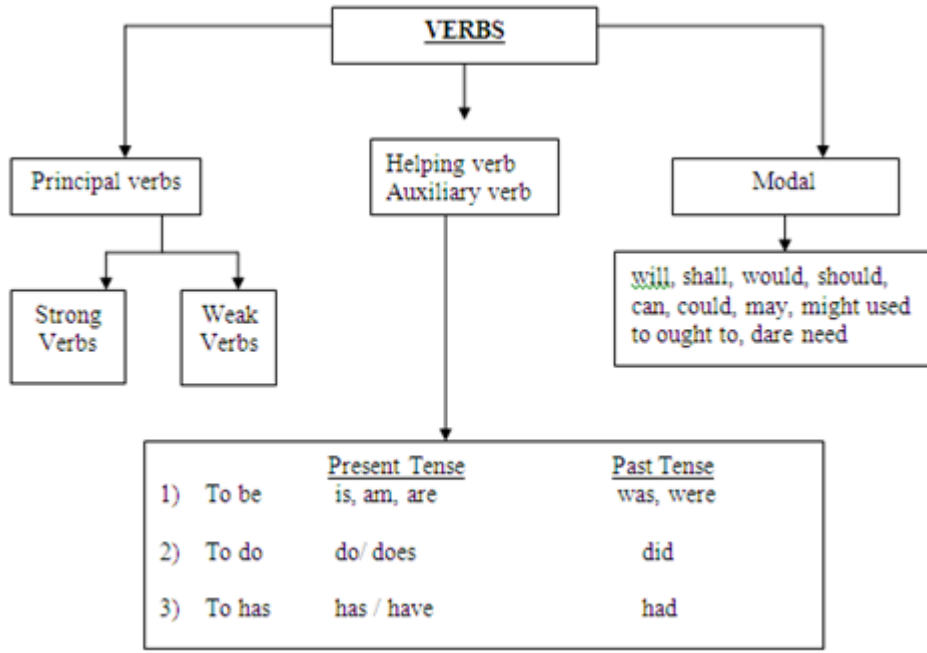 VERBS
Principal verbs
Helping verb
Auxiliary verb
Modal
Strong
Verbs
Weak
Verbs
will, shall, would, should,
can, could, may, might used
to ought to, dare need
Present Tense Past Tense
1) To be is, am, are was, were
2) To do do/ does did
3) To has has / have had